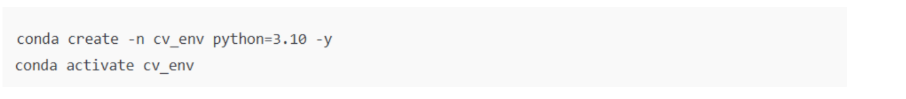 conda create -n cv_env python=3.10 -y
conda activate cv_env